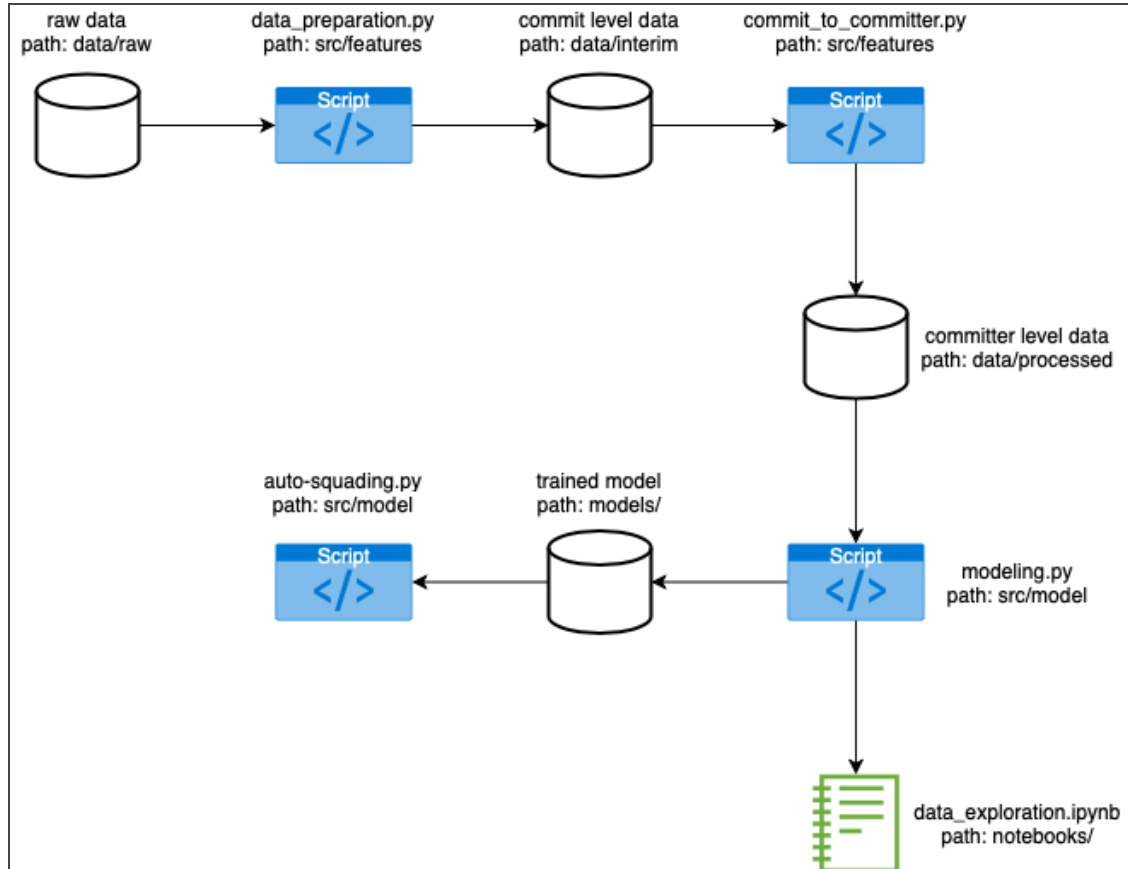 raw data
path: data/raw
data_preparation.py
path: src/features
commit level data
path: data/interim
commit_to_committer.py
path: src/features
Script
</>
Script
</>
committer level data
path: data/processed
auto-squading.py
path: src/model
trained model
path: models/
Script
</>
Script
</>
modeling.py
path: src/model
data_exploration.ipynb
path: notebooks/